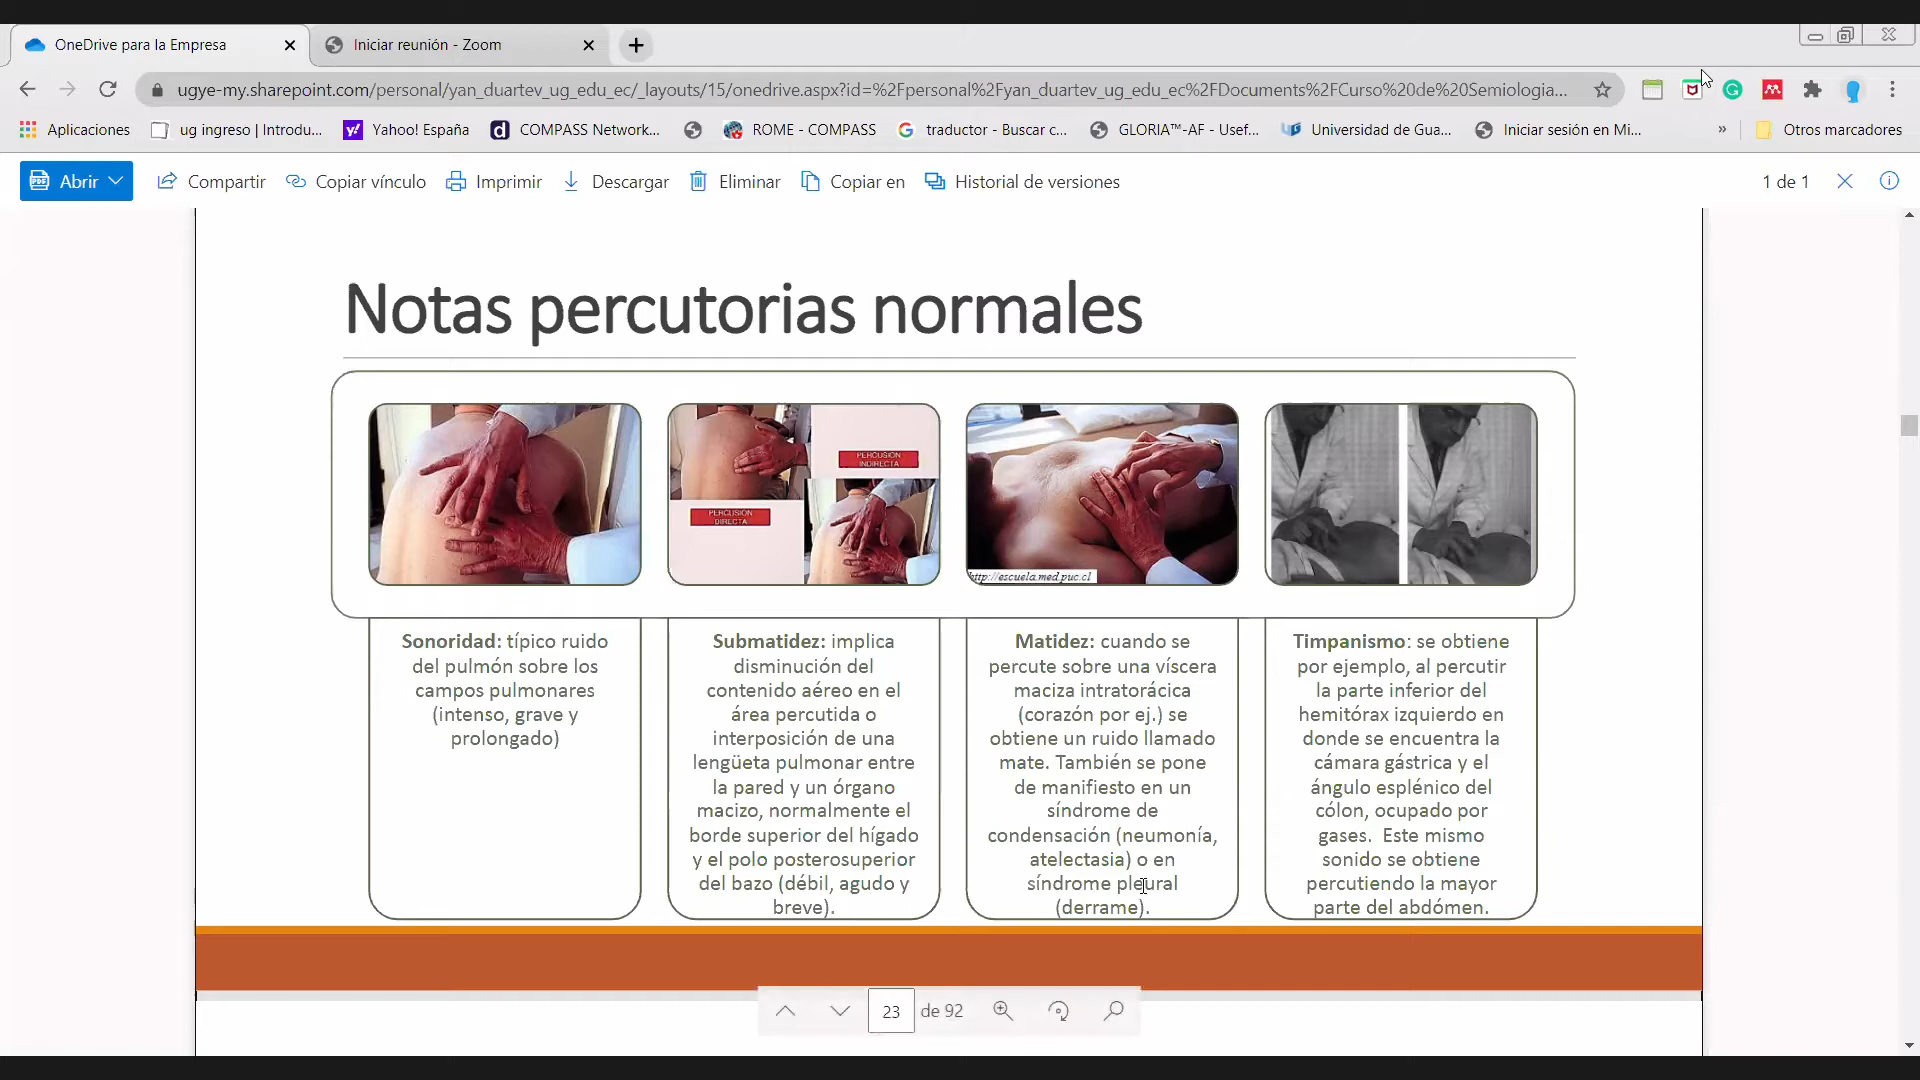 OneDrive para la Empresa
Iniciar reunión - Zoom
ugye-my.sharepoint.com/personal/yan_duartev_ug_edu_ec/_layouts/15/onedrive.aspx?id=%2Fpersonal%2Fyan_duartev_ug_edu_ec%2FDocuments%2FCurso%20de%20Semiologia...
Aplicaciones
ug ingreso | Introdu...
Yahoo! España
COMPASS Network...
ROME - COMPASS
traductor - Buscar c...
GLORIA™-AF - Usef...
Universidad de Gua...
Iniciar sesión en Mi...
»
Otros marcadores
Abrir
Compartir
Copiar vínculo
Imprimir
Descargar
Eliminar
Copiar en
Historial de versiones
1 de 1
Notas percutorias normales
PERCUSION
INDIRECTA
PERCUSION
DIRECTA
http://escuela.med.puc.cl
Sonoridad: típico ruido
del pulmón sobre los
campos pulmonares
(intenso, grave y
prolongado)
Submatidez: implica
disminución del
contenido aéreo en el
área percutida o
interposición de una
lengüeta pulmonar entre
la pared y un órgano
macizo, normalmente el
borde superior del hígado
y el polo posterosuperior
del bazo (débil, agudo y
breve).
Matidez: cuando se
percute sobre una víscera
maciza intratorácica
(corazón por ej.) se
obtiene un ruido llamado
mate. También se pone
de manifiesto en un
síndrome de
condensación (neumonía,
atelectasia) o en
síndrome pleural
(derrame).
Timpanismo: se obtiene
por ejemplo, al percutir
la parte inferior del
hemitórax izquierdo en
donde se encuentra la
cámara gástrica y el
ángulo esplénico del
cólon, ocupado por
gases. Este mismo
sonido se obtiene
percutiendo la mayor
parte del abdómen.
23 de 92